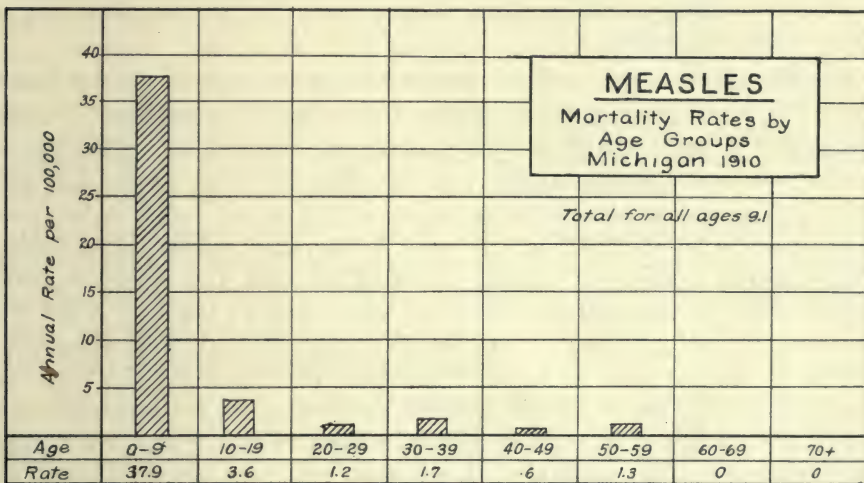 MEASLES
Mortality Rates by
Age Groups
Michigan 1910
Total for all ages 9.1
Annual Rate per 100,000
40
35
30
25
20
15
10
5
Age 0-9 10-19 20-29 30-39 40-49 50-59 60-69 70+
Rate 37.9 3.6 1.2 1.7 .6 1.3 0 0